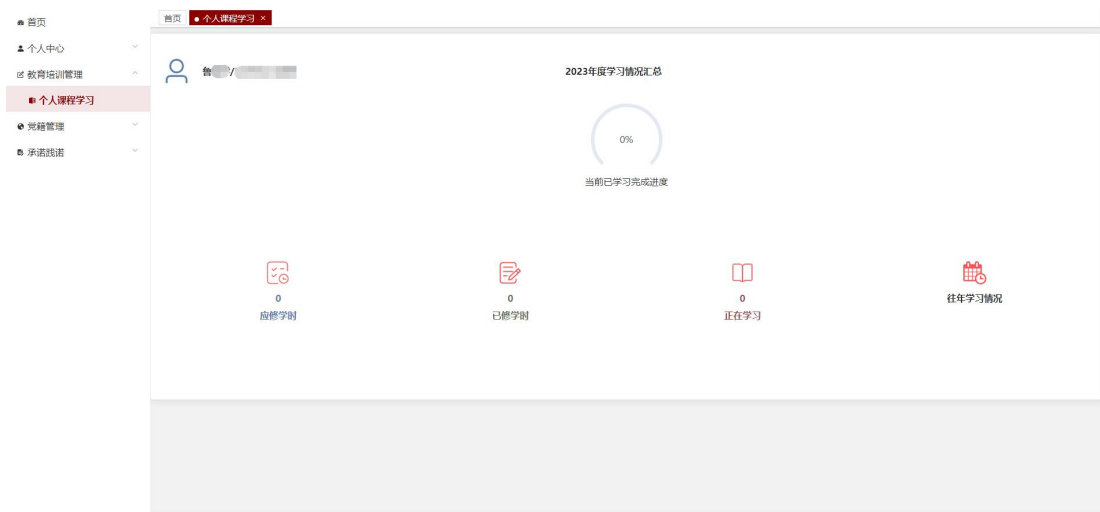 首页
个人中心
教育培训管理
个人课程学习
党籍管理
承诺践诺
首页 个人课程学习 ×
鲁 /
2023年度学习情况汇总
0%
当前已学习完成进度
0
应修学时
0
已修学时
0
正在学习
往年学习情况